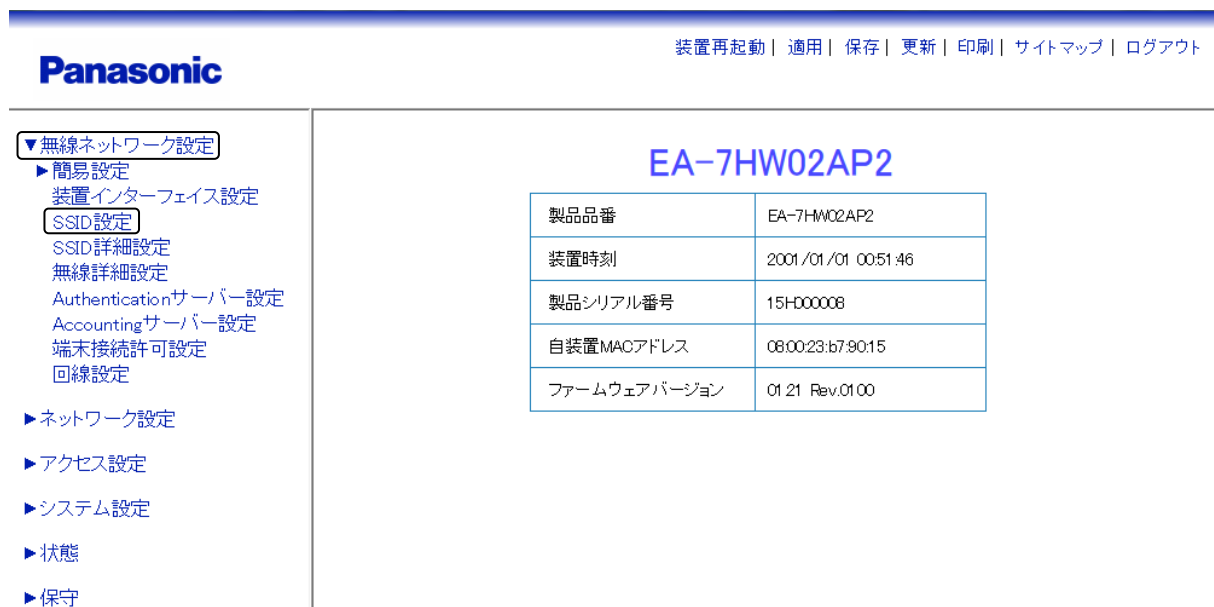 Panasonic
装置再起動| 適用| 保存| 更新| 印刷| サイトマップ| ログアウト
▼無線ネットワーク設定
▶簡易設定
装置インターフェイス設定
SSID設定
SSID詳細設定
無線詳細設定
Authenticationサーバー設定
Accountingサーバー設定
端末接続許可設定
回線設定
▶ネットワーク設定
▶アクセス設定
▶システム設定
▶状態
▶保守
EA-7HW02AP2
製品品番 EA-7HW02AP2
装置時刻 2001/01/01 00:51:46
製品シリアル番号 15H000008
自装置MACアドレス 08:00:23:b7:90:15
ファームウェアバージョン 01.21 Rev.0100